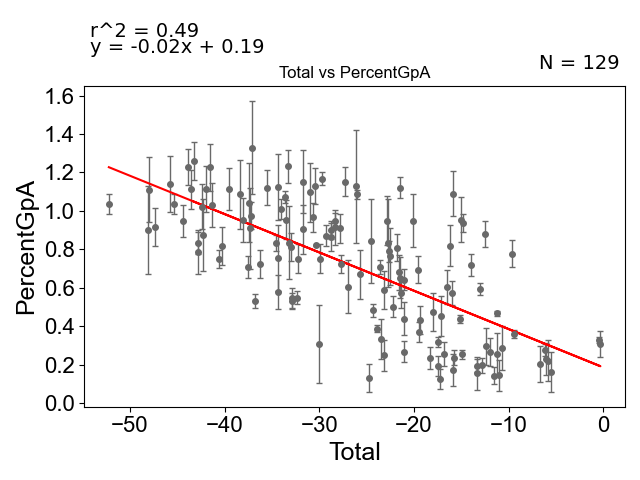 r^2 = 0.49
y = -0.02x + 0.19
N = 129
Total vs PercentGpA
1.6
1.4
1.2
1.0
0.8
0.6
0.4
0.2
0.0
PercentGpA
−50 −40 −30 −20 −10 0
Total